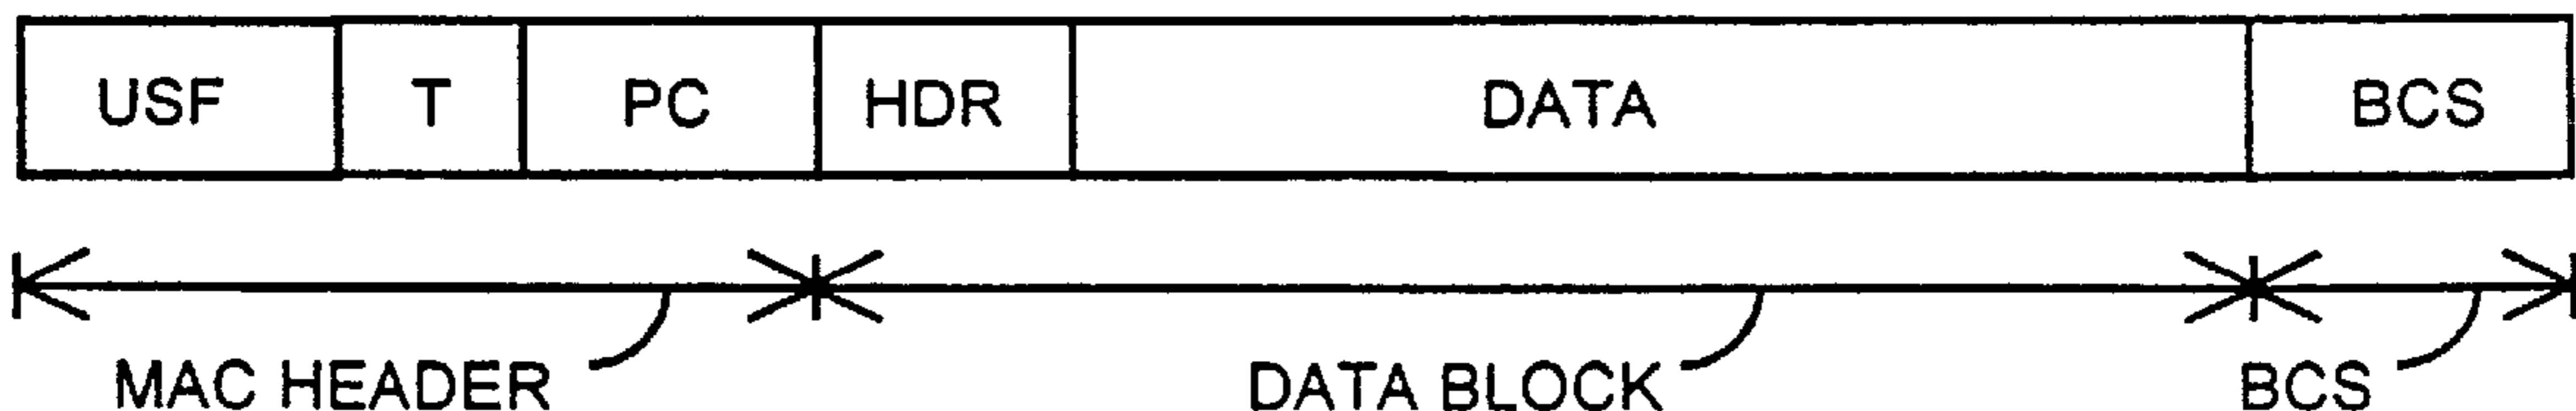 USF T PC HDR DATA BCS
MAC HEADER DATA BLOCK BCS